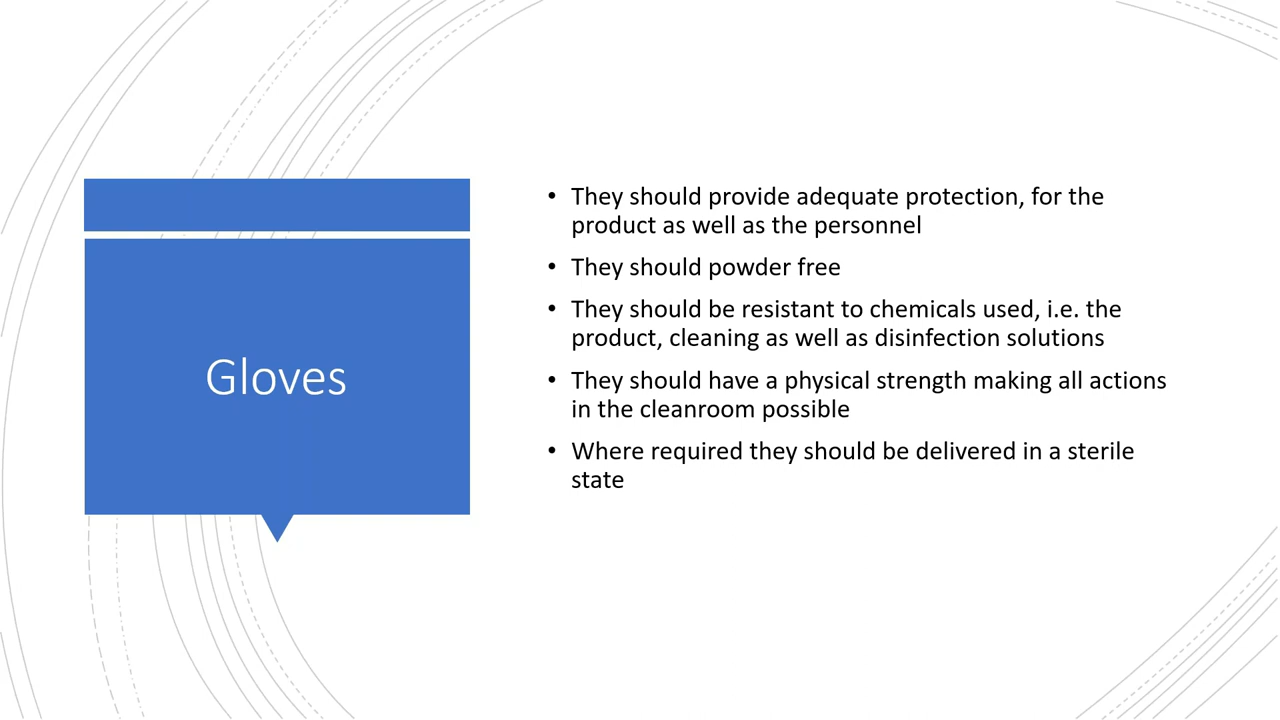 Gloves
• They should provide adequate protection, for the
product as well as the personnel
• They should powder free
• They should be resistant to chemicals used, i.e. the
product, cleaning as well as disinfection solutions
• They should have a physical strength making all actions
in the cleanroom possible
• Where required they should be delivered in a sterile
state